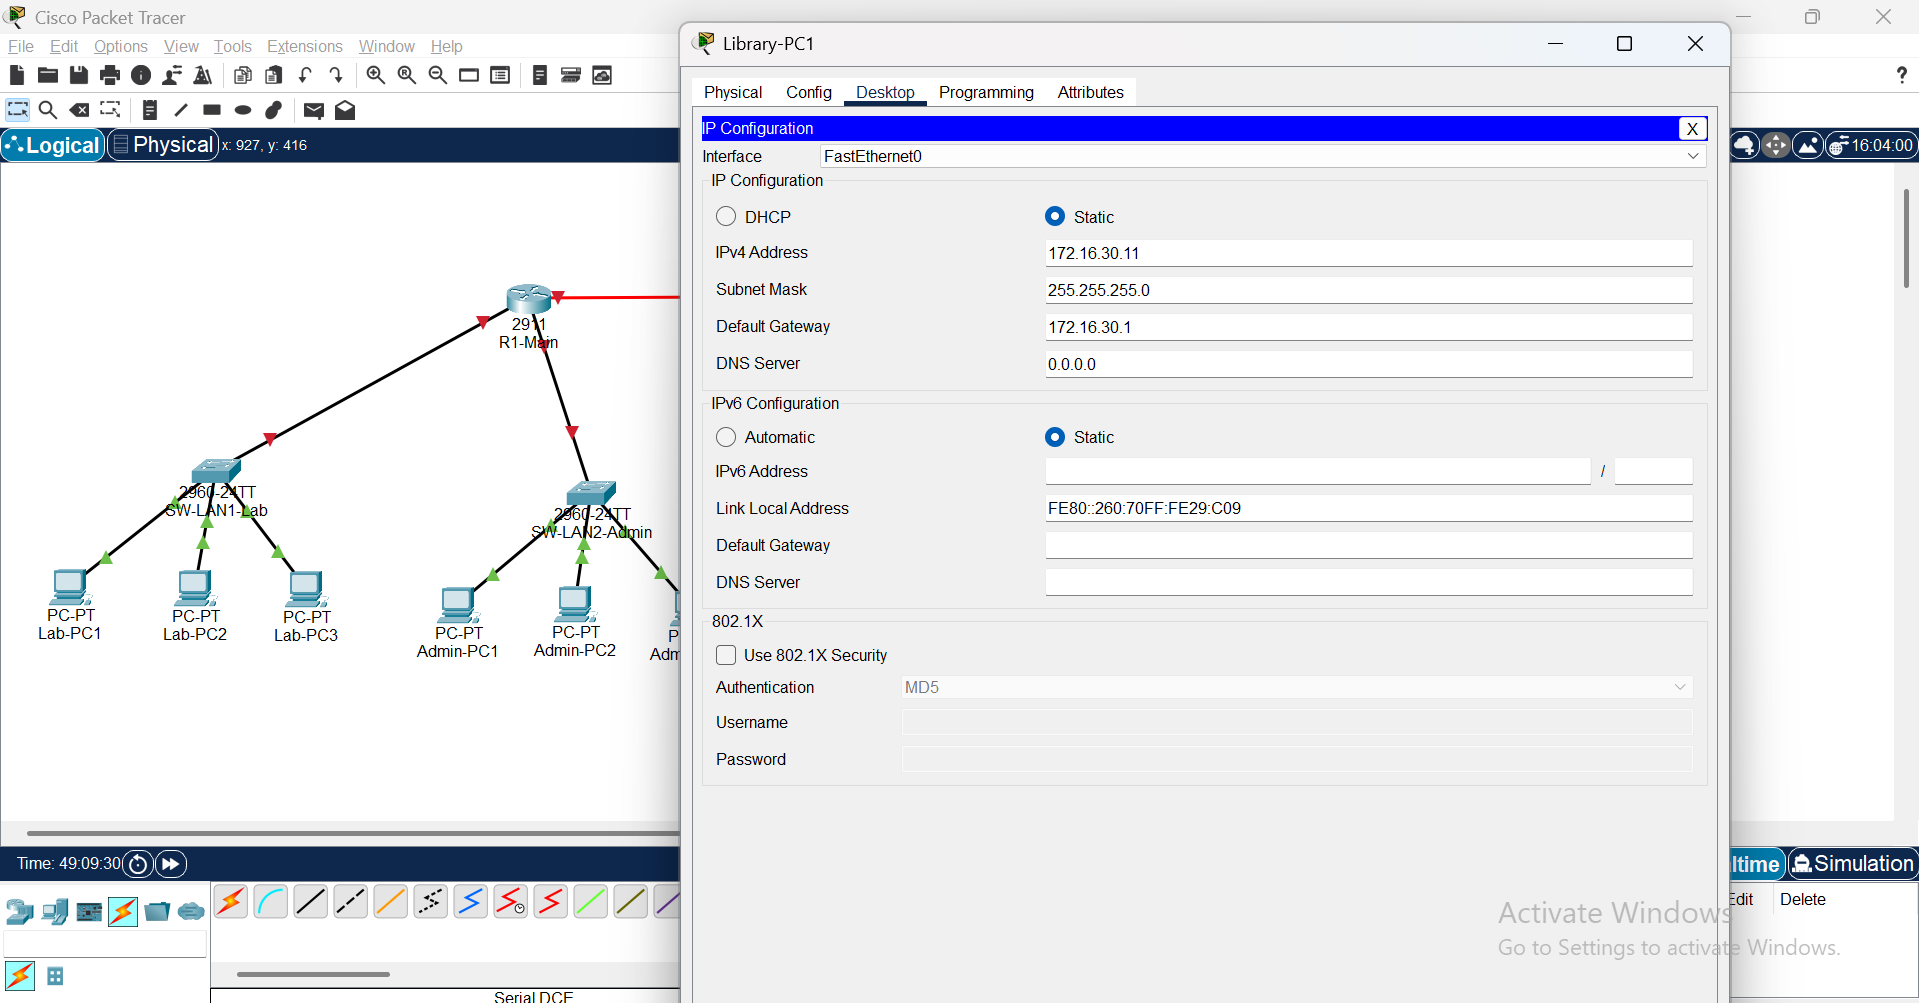 Cisco Packet Tracer
File Edit Options View Tools Extensions Window Help
Logical Physical x: 927, y: 416
16:04:00
?
2911
R1-Main
2960-24TT
SW-LAN1-Lab
2960-24TT
SW-LAN2-Admin
PC-PT
Lab-PC1
PC-PT
Lab-PC2
PC-PT
Lab-PC3
PC-PT
Admin-PC1
PC-PT
Admin-PC2
P
Adm
Library-PC1
Physical Config Desktop Programming Attributes
IP Configuration X
Interface FastEthernet0
IP Configuration
DHCP Static
IPv4 Address 172.16.30.11
Subnet Mask 255.255.255.0
Default Gateway 172.16.30.1
DNS Server 0.0.0.0
IPv6 Configuration
Automatic Static
IPv6 Address /
Link Local Address FE80::260:70FF:FE29:C09
Default Gateway
DNS Server
802.1X
Use 802.1X Security
Authentication MD5
Username
Password
Time: 49:09:30
ltime Simulation
Edit Delete
Serial DCE
Activate Windows
Go to Settings to activate Windows.